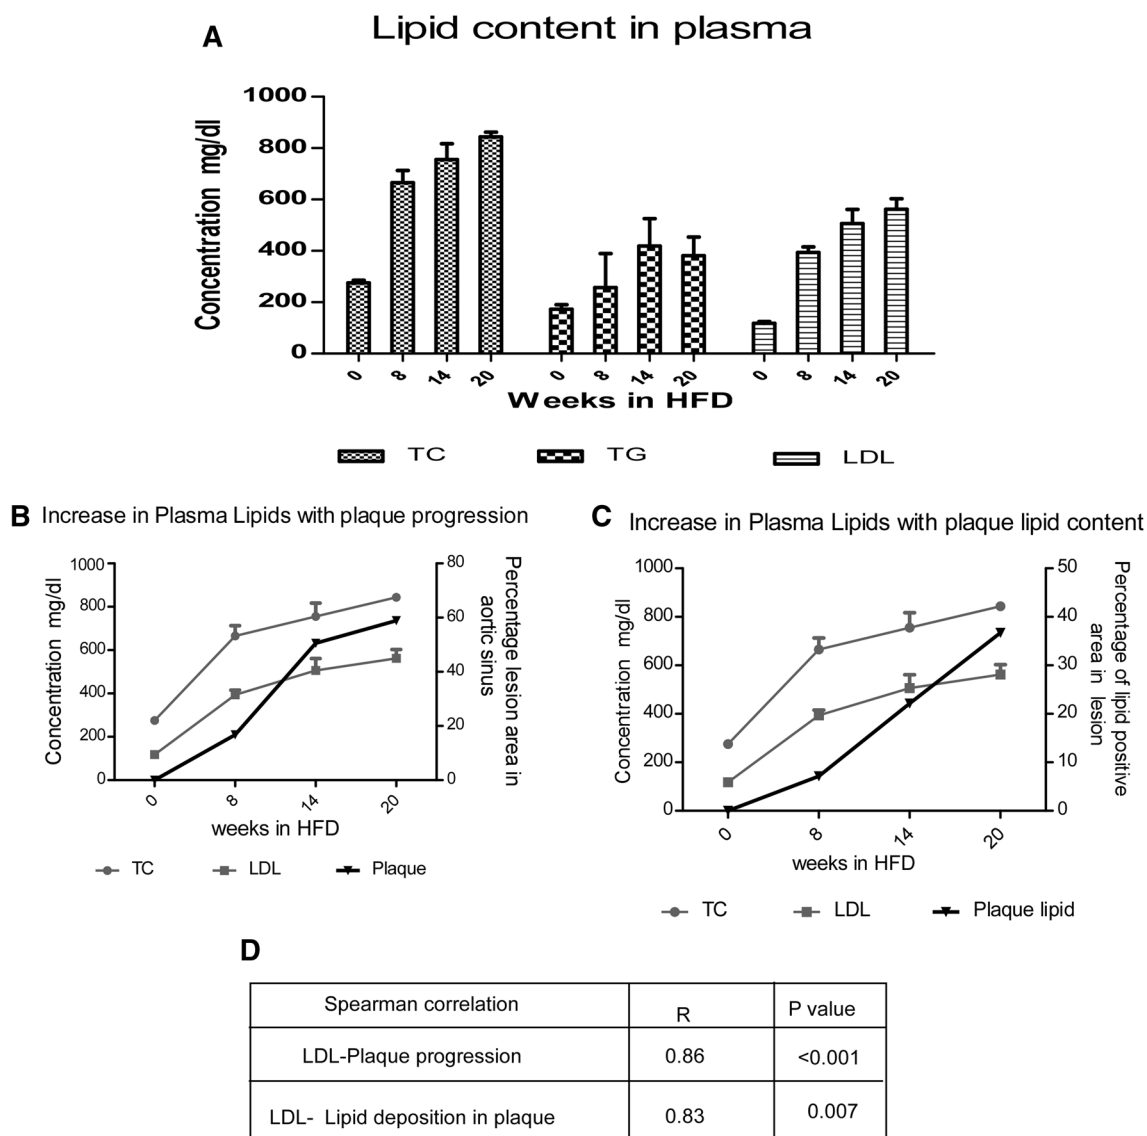 A
Lipid content in plasma
Concentration mg/dl
1000
800
600
400
200
0
0 8 14 20 0 8 14 20 0 8 14 20
Weeks in HFD
TC TG LDL
B Increase in Plasma Lipids with plaque progression
Concentration mg/dl
1000
800
600
400
200
0
80
60
40
20
0
Percentage lesion area in
aortic sinus
0 8 14 20
weeks in HFD
TC LDL Plaque
C Increase in Plasma Lipids with plaque lipid content
Concentration mg/dl
1000
800
600
400
200
0
50
40
30
20
10
0
Percentage of lipid positive
area in lesion
0 8 14 20
weeks in HFD
TC LDL Plaque lipid
D
Spearman correlation R P value
LDL-Plaque progression 0.86 <0.001
LDL- Lipid deposition in plaque 0.83 0.007